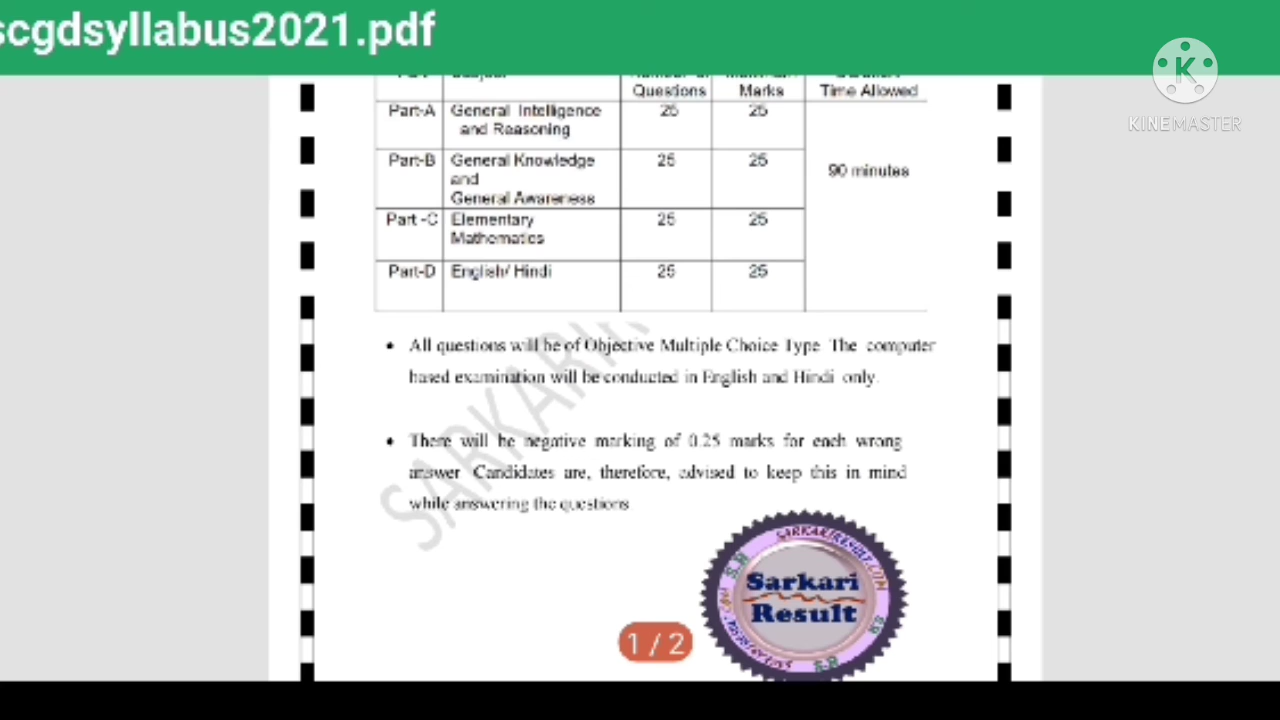 scgdsyllabus2021.pdf
KINEMASTER
Questions Marks Time Allowed
Part-A General Intelligence 25 25
and Reasoning
Part-B General Knowledge 25 25 90 minutes
and
General Awareness
Part -C Elementary 25 25
Mathematics
Part-D English/ Hindi 25 25
All questions will be of Objective Multiple Choice Type. The computer
based examination will be conducted in English and Hindi only.
There will be negative marking of 0.25 marks for each wrong
answer. Candidates are, therefore, advised to keep this in mind
while answering the questions.
SARKARI
SARKARIRESULT.COM
S.R
Sarkari
Result
S.R
S.R
1 / 2